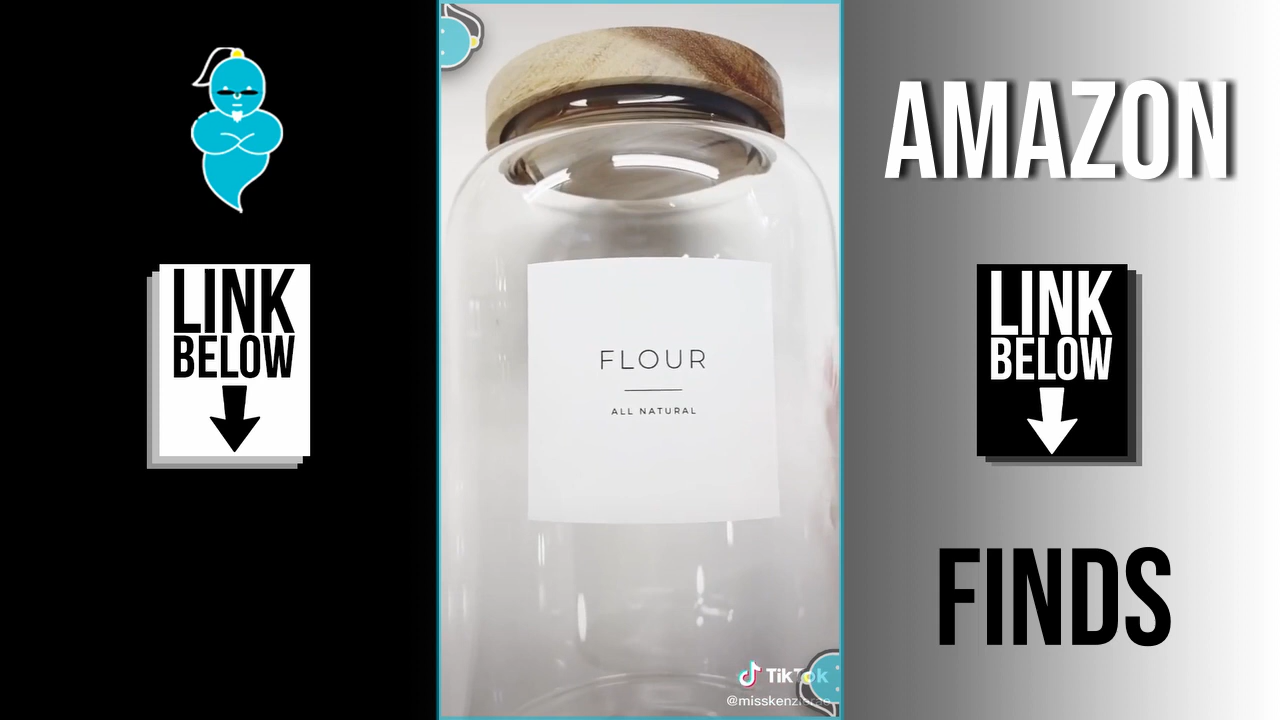 AMAZON
LINK
BELOW
FLOUR
ALL NATURAL
LINK
BELOW
FINDS
TikTok